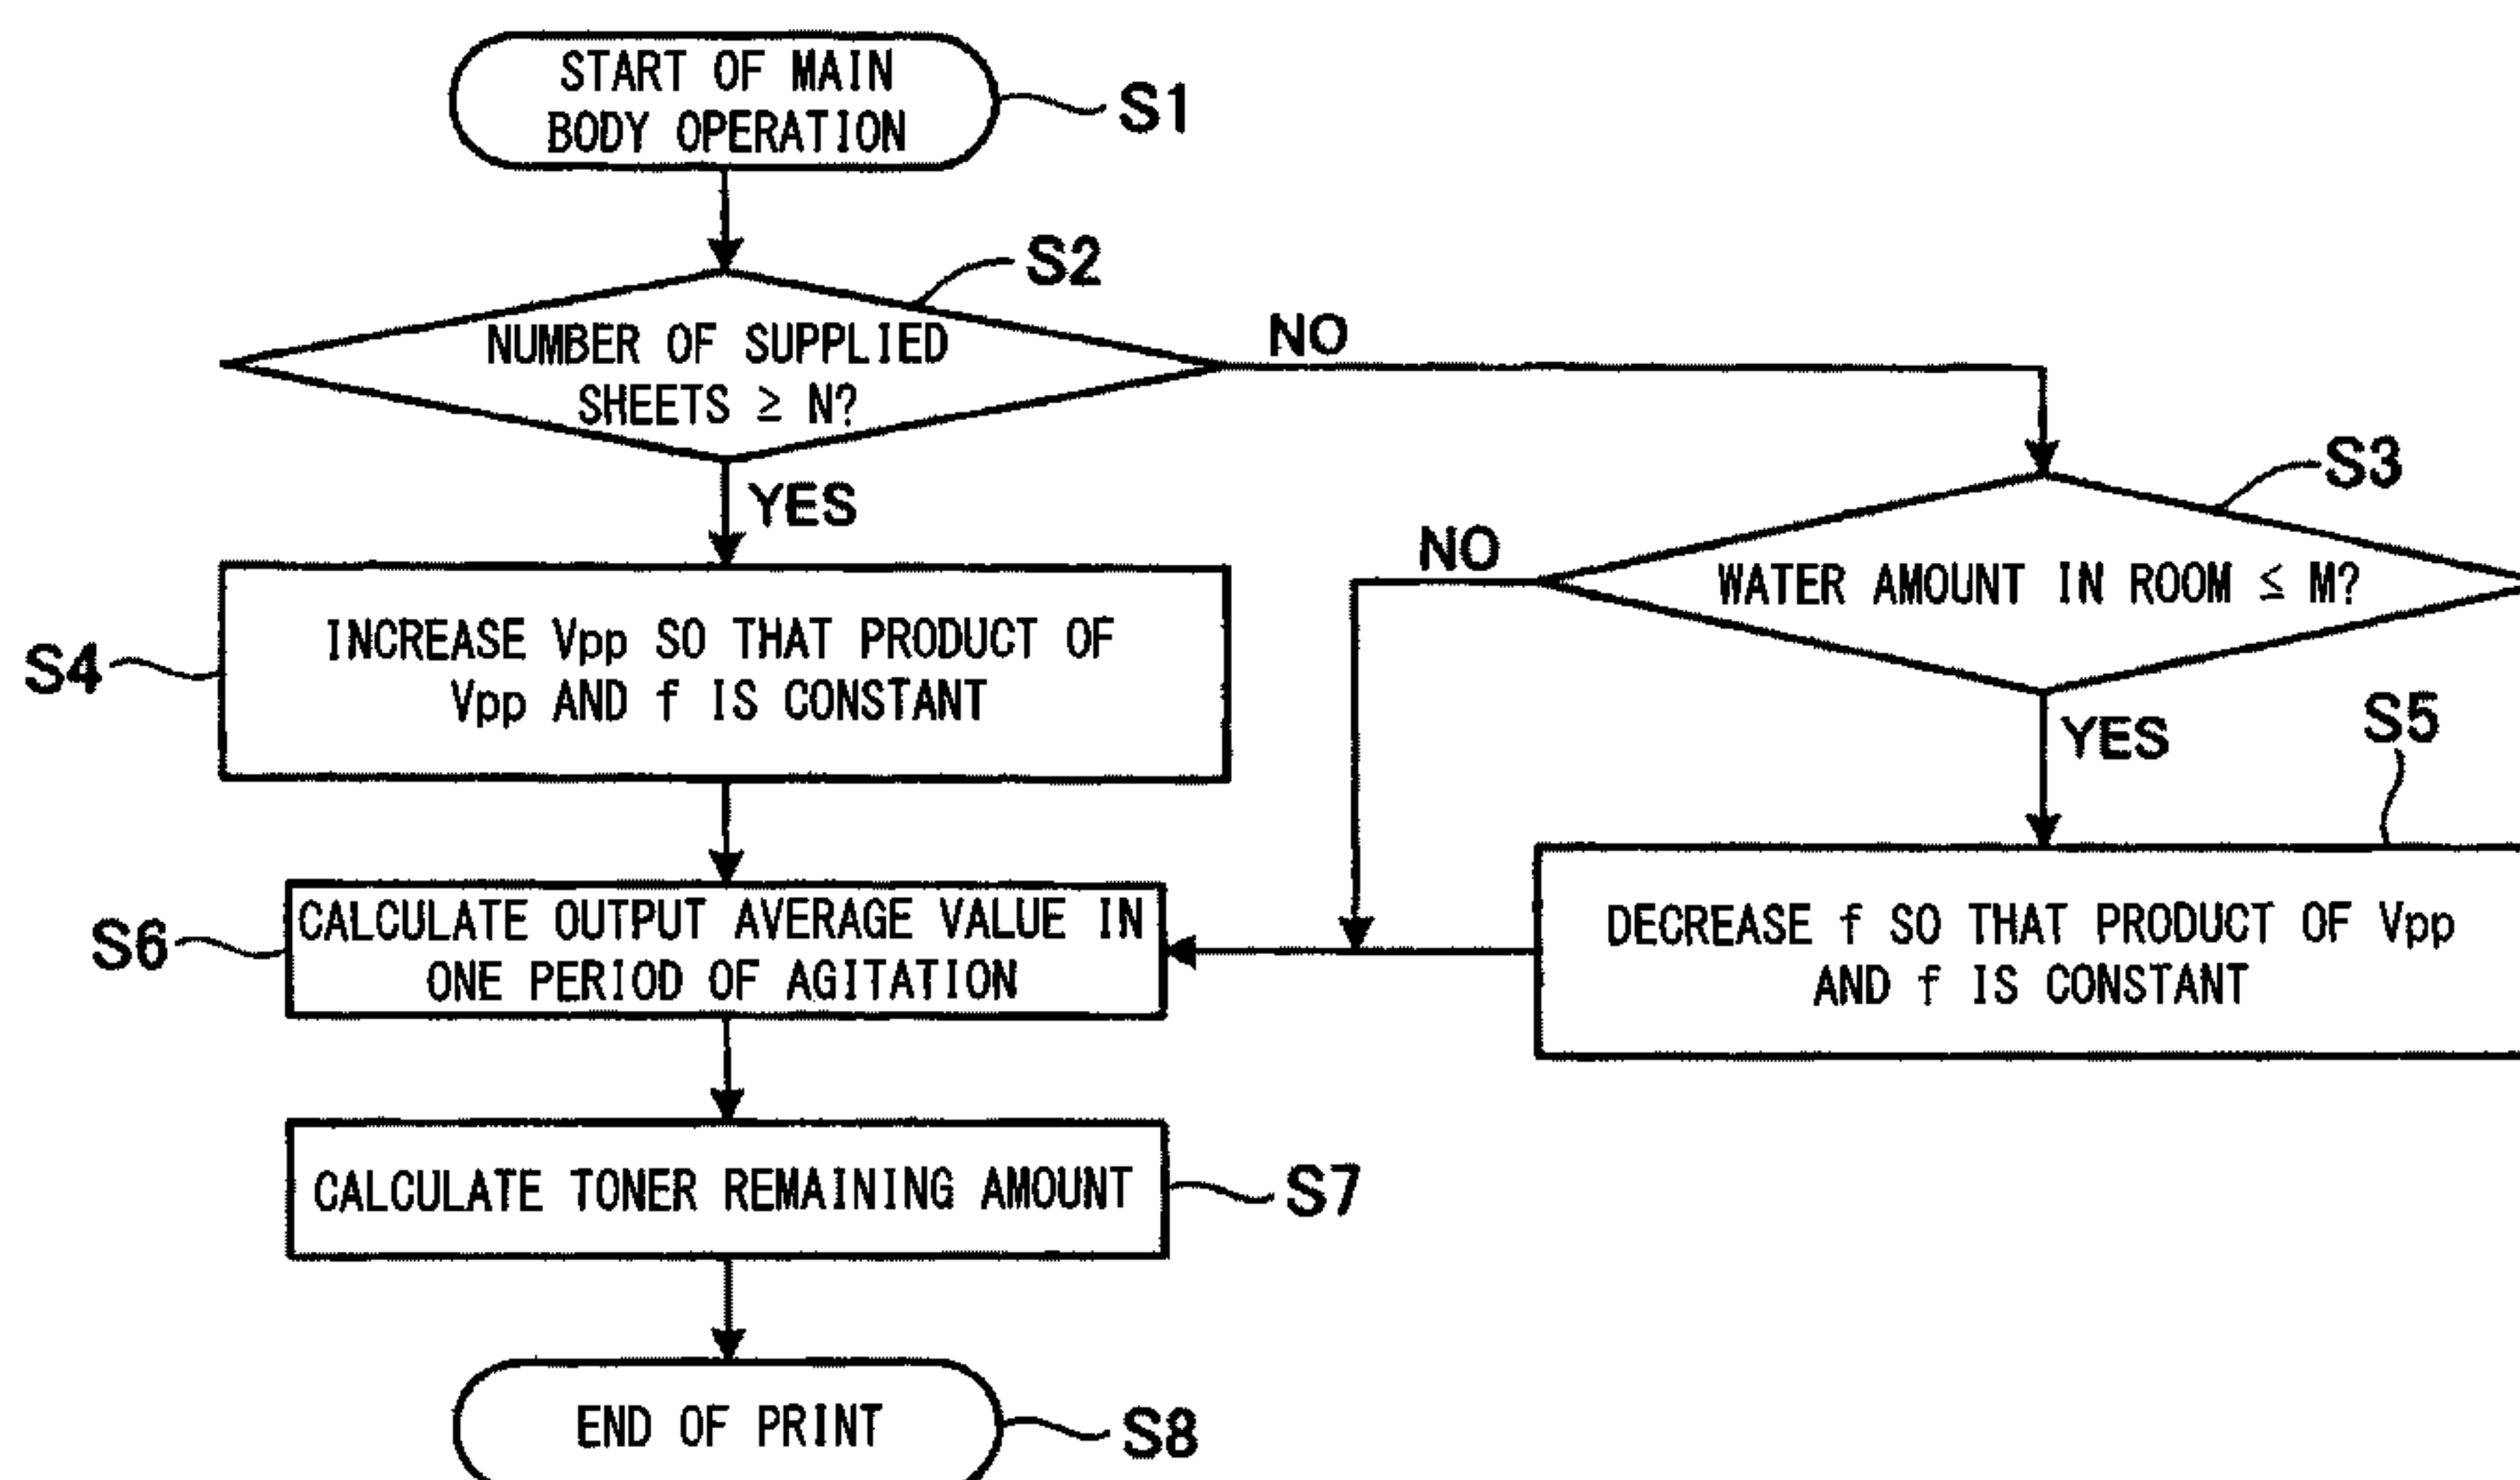 START OF MAIN
BODY OPERATION
S1
S2
NUMBER OF SUPPLIED
SHEETS ≥ N?
NO
YES
S3
WATER AMOUNT IN ROOM ≤ M?
NO
YES
S4
INCREASE Vpp SO THAT PRODUCT OF
Vpp AND f IS CONSTANT
S5
DECREASE f SO THAT PRODUCT OF Vpp
AND f IS CONSTANT
S6
CALCULATE OUTPUT AVERAGE VALUE IN
ONE PERIOD OF AGITATION
CALCULATE TONER REMAINING AMOUNT
S7
END OF PRINT
S8